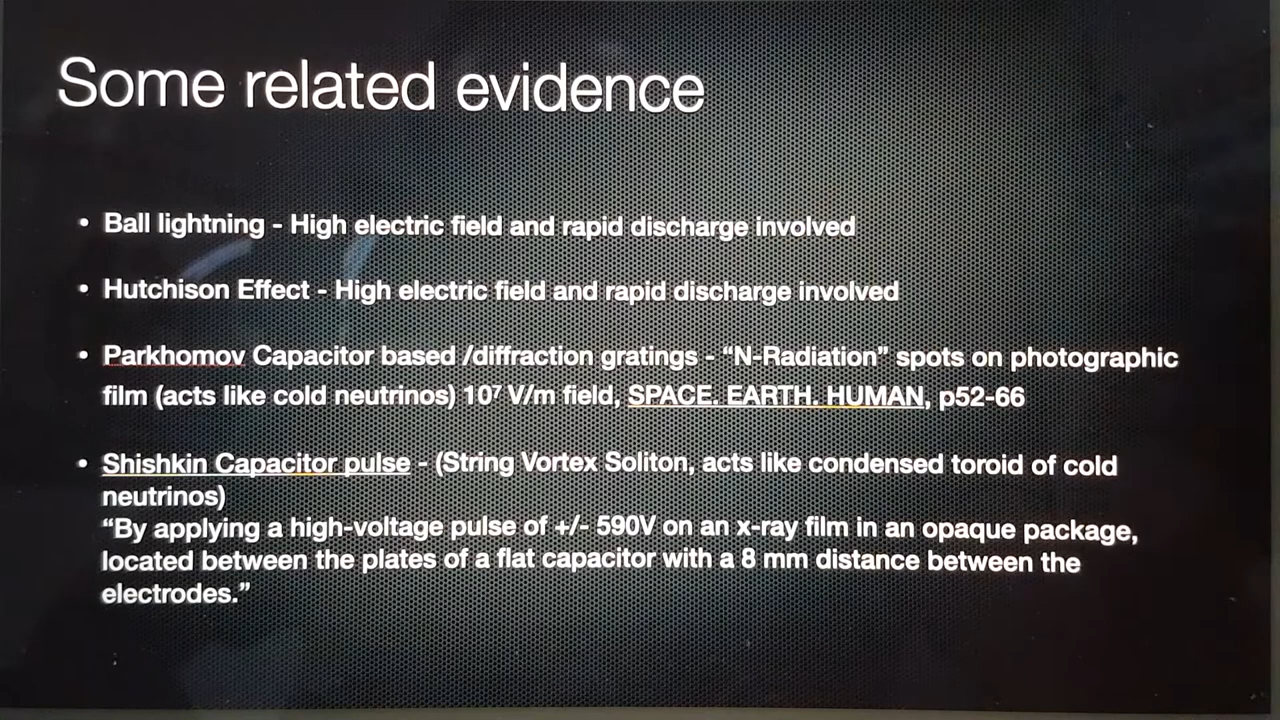 Some related evidence
• Ball lightning - High electric field and rapid discharge involved
• Hutchison Effect - High electric field and rapid discharge involved
• Parkhomov Capacitor based /diffraction gratings - “N-Radiation” spots on photographic
film (acts like cold neutrinos) 10⁷ V/m field, SPACE. EARTH. HUMAN, p52-66
• Shishkin Capacitor pulse - (String Vortex Soliton, acts like condensed toroid of cold
neutrinos)
“By applying a high-voltage pulse of +/- 590V on an x-ray film in an opaque package,
located between the plates of a flat capacitor with a 8 mm distance between the
electrodes.”